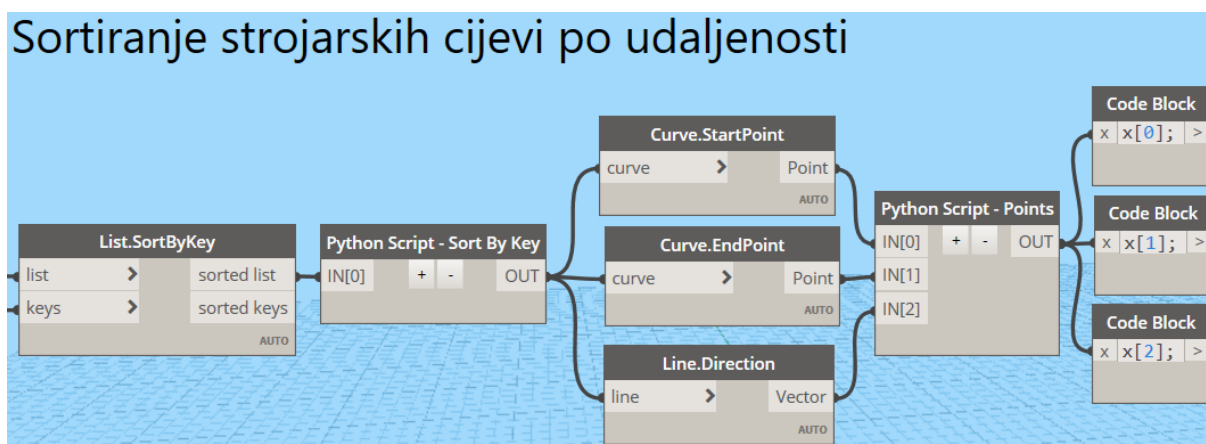 Sortiranje strojarskih cijevi po udaljenosti
List.SortByKey
list > sorted list
keys > sorted keys
AUTO
Python Script - Sort By Key
IN[0] + - OUT
Curve.StartPoint
curve > Point
AUTO
Curve.EndPoint
curve > Point
AUTO
Line.Direction
line > Vector
AUTO
Python Script - Points
IN[0] + - OUT
IN[1]
IN[2]
Code Block
x x[0]; >
Code Block
x x[1]; >
Code Block
x x[2]; >